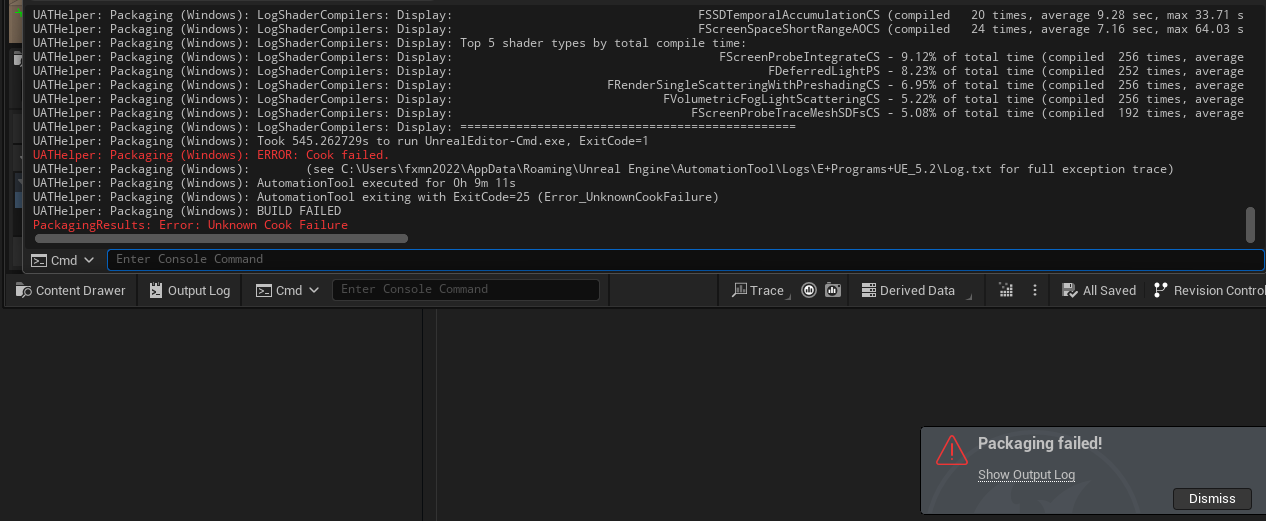 UATHelper: Packaging (Windows): LogShaderCompilers: Display: FSSDTemporalAccumulationCS (compiled 20 times, average 9.28 sec, max 33.71 s
UATHelper: Packaging (Windows): LogShaderCompilers: Display: FScreenSpaceShortRangeAOCS (compiled 24 times, average 7.16 sec, max 64.03 s
UATHelper: Packaging (Windows): LogShaderCompilers: Display: Top 5 shader types by total compile time:
UATHelper: Packaging (Windows): LogShaderCompilers: Display: FScreenProbeIntegrateCS - 9.12% of total time (compiled 256 times, average
UATHelper: Packaging (Windows): LogShaderCompilers: Display: FDeferredLightPS - 8.23% of total time (compiled 252 times, average
UATHelper: Packaging (Windows): LogShaderCompilers: Display: FRenderSingleScatteringWithPreshadingCS - 6.95% of total time (compiled 256 times, average
UATHelper: Packaging (Windows): LogShaderCompilers: Display: FVolumetricFogLightScatteringCS - 5.22% of total time (compiled 256 times, average
UATHelper: Packaging (Windows): LogShaderCompilers: Display: FScreenProbeTraceMeshSDFsCS - 5.08% of total time (compiled 192 times, average
UATHelper: Packaging (Windows): LogShaderCompilers: Display: ================================================
UATHelper: Packaging (Windows): Took 545.262729s to run UnrealEditor-Cmd.exe, ExitCode=1
UATHelper: Packaging (Windows): ERROR: Cook failed.
UATHelper: Packaging (Windows): (see C:\Users\fxmn2022\AppData\Roaming\Unreal Engine\AutomationTool\Logs\E+Programs+UE_5.2\Log.txt for full exception trace)
UATHelper: Packaging (Windows): AutomationTool executed for 0h 9m 11s
UATHelper: Packaging (Windows): AutomationTool exiting with ExitCode=25 (Error_UnknownCookFailure)
UATHelper: Packaging (Windows): BUILD FAILED
PackagingResults: Error: Unknown Cook Failure
Cmd Enter Console Command
Content Drawer Output Log Cmd Enter Console Command Trace Derived Data All Saved Revision Control
Packaging failed!
Show Output Log
Dismiss